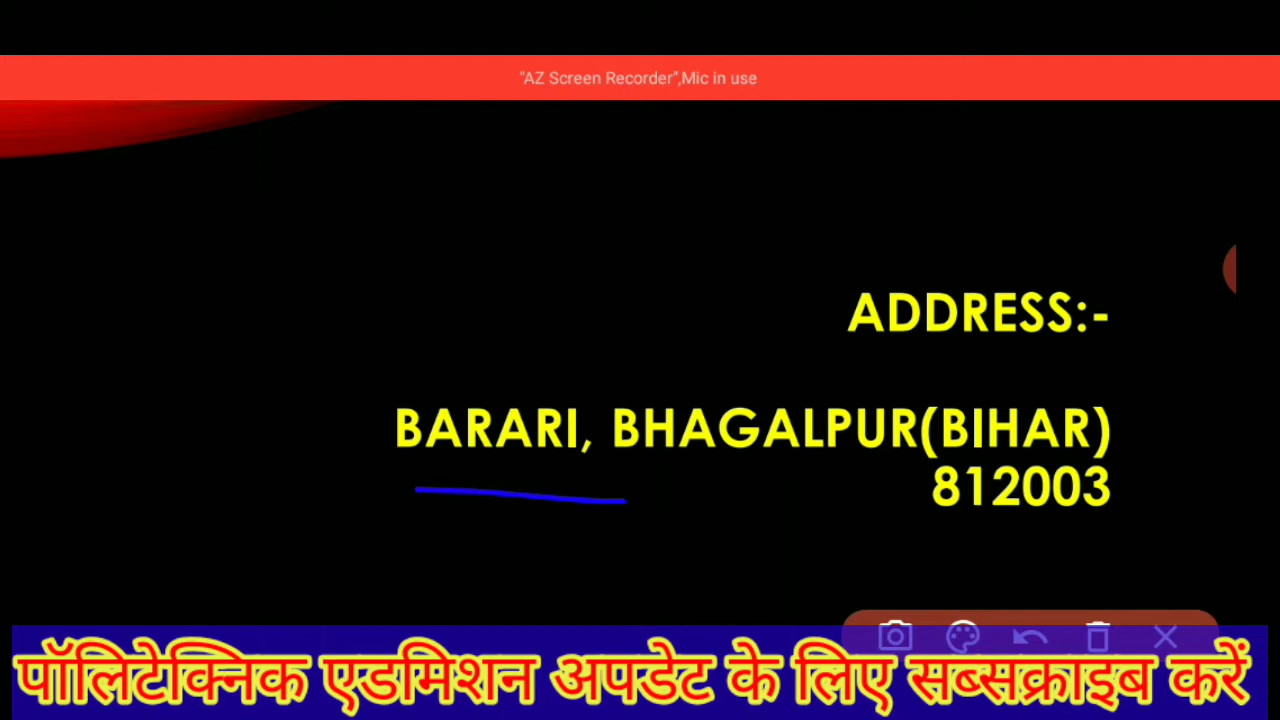 "AZ Screen Recorder",Mic in use
ADDRESS:-
BARARI, BHAGALPUR(BIHAR)
812003
पॉलिटेक्निक एडमिशन अपडेट के लिए सब्सक्राइब करें